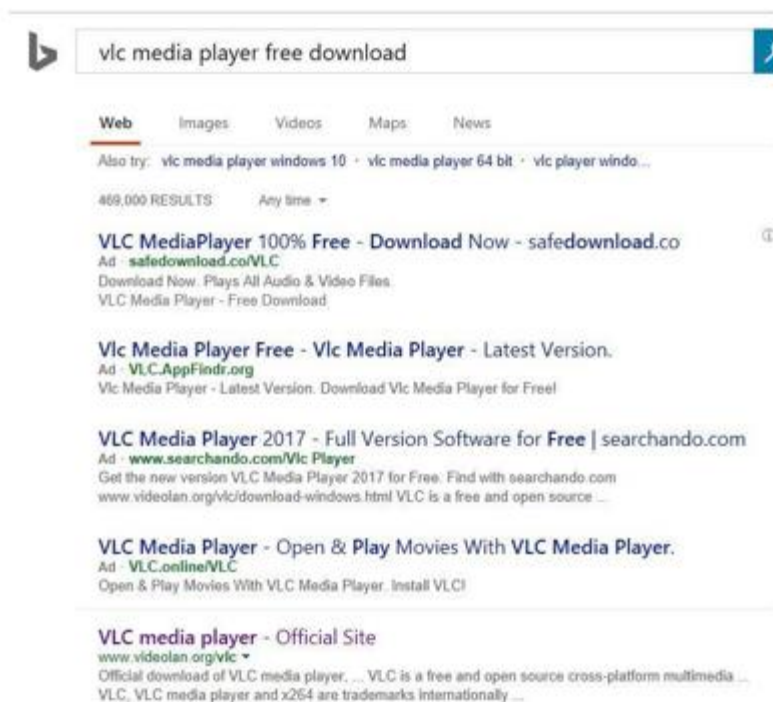 vlc media player free download
Web Images Videos Maps News
Also try: vlc media player windows 10 · vlc media player 64 bit · vlc player windo...
469,000 RESULTS Any time
VLC MediaPlayer 100% Free - Download Now - safedownload.co
Ad · safedownload.co/VLC
Download Now. Plays All Audio & Video Files.
VLC Media Player - Free Download
Vlc Media Player Free - Vlc Media Player - Latest Version.
Ad · VLC.AppFindr.org
Vlc Media Player - Latest Version. Download Vlc Media Player for Free!
VLC Media Player 2017 - Full Version Software for Free | searchando.com
Ad · www.searchando.com/Vlc Player
Get the new version VLC Media Player 2017 for Free. Find with searchando.com
www.videolan.org/vlc/download-windows.html VLC is a free and open source ...
VLC Media Player - Open & Play Movies With VLC Media Player.
Ad · VLC.online/VLC
Open & Play Movies With VLC Media Player. Install VLC!
VLC media player - Official Site
www.videolan.org/vlc
Official download of VLC media player, ... VLC is a free and open source cross-platform multimedia ...
VLC, VLC media player and x264 are trademarks internationally ...